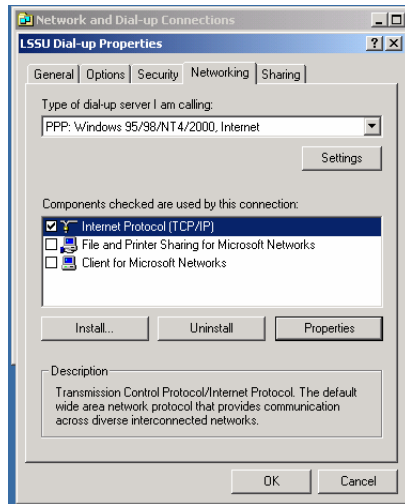 Network and Dial-up Connections
LSSU Dial-up Properties
General Options Security Networking Sharing
Type of dial-up server I am calling:
PPP: Windows 95/98/NT4/2000, Internet
Settings
Components checked are used by this connection:
Internet Protocol (TCP/IP)
File and Printer Sharing for Microsoft Networks
Client for Microsoft Networks
Install... Uninstall Properties
Description
Transmission Control Protocol/Internet Protocol. The default
wide area network protocol that provides communication
across diverse interconnected networks.
OK Cancel